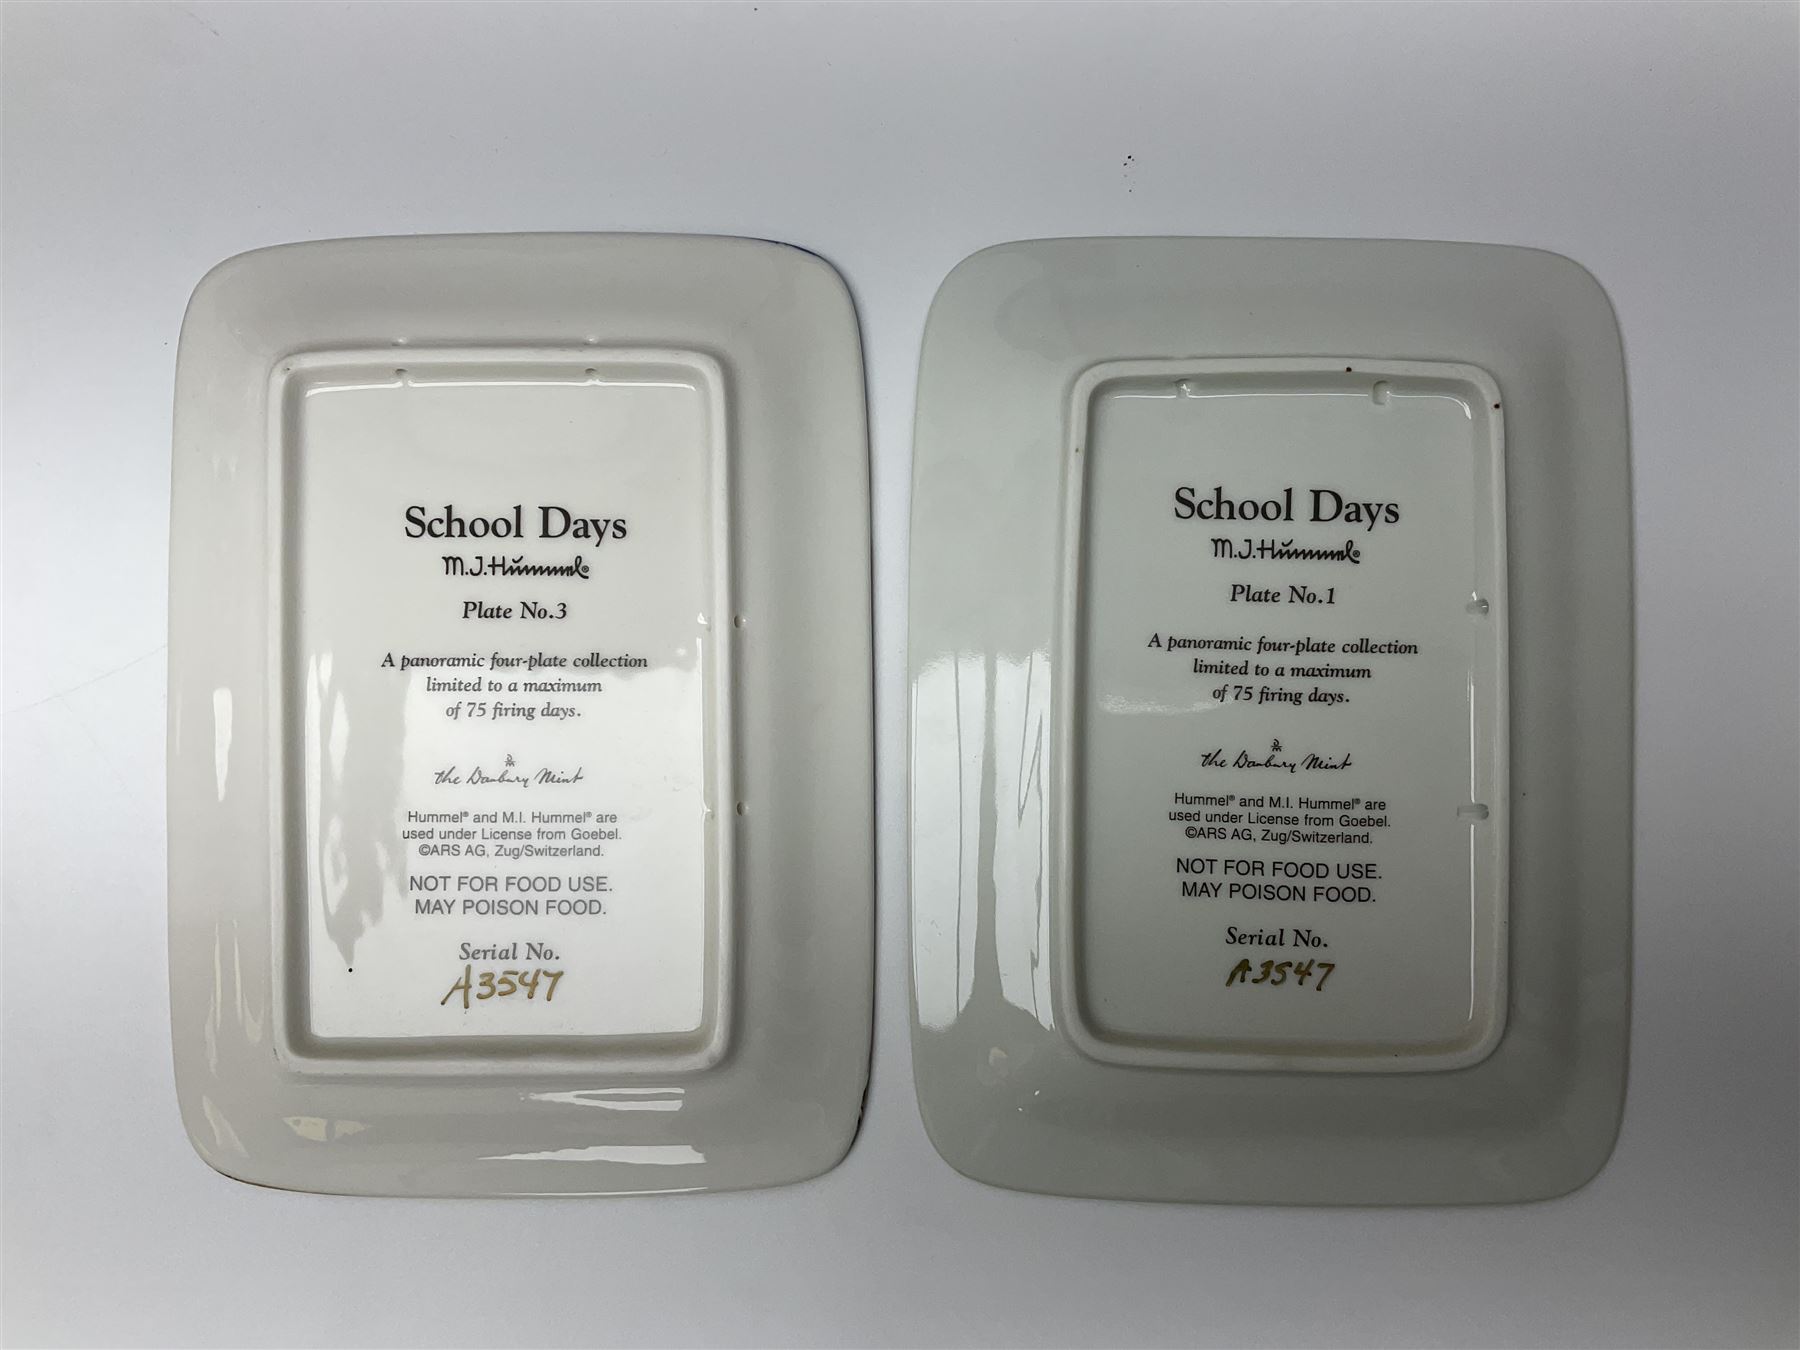 School Days
M.J.Hummel®
Plate No.3
A panoramic four-plate collection
limited to a maximum
of 75 firing days.
the Danbury Mint
Hummel® and M.I. Hummel® are
used under License from Goebel.
©ARS AG, Zug/Switzerland.
NOT FOR FOOD USE.
MAY POISON FOOD.
Serial No.
A3547
School Days
M.J.Hummel®
Plate No.1
A panoramic four-plate collection
limited to a maximum
of 75 firing days.
the Danbury Mint
Hummel® and M.I. Hummel® are
used under License from Goebel.
©ARS AG, Zug/Switzerland.
NOT FOR FOOD USE.
MAY POISON FOOD.
Serial No.
A3547